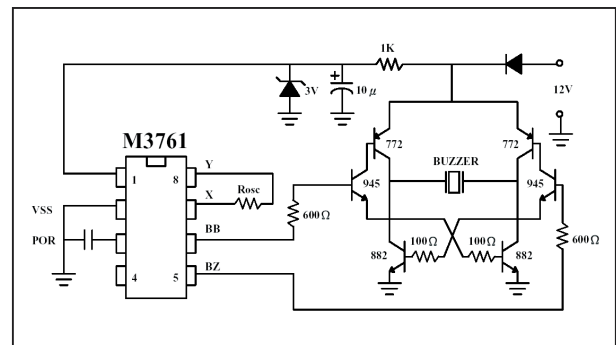 1K
3V
10 μ
12V
M3761
772
772
BUZZER
Y
1
8
945
945
X
Rosc
VSS
BB
600Ω
600Ω
POR
100Ω
100Ω
4
5
BZ
882
882